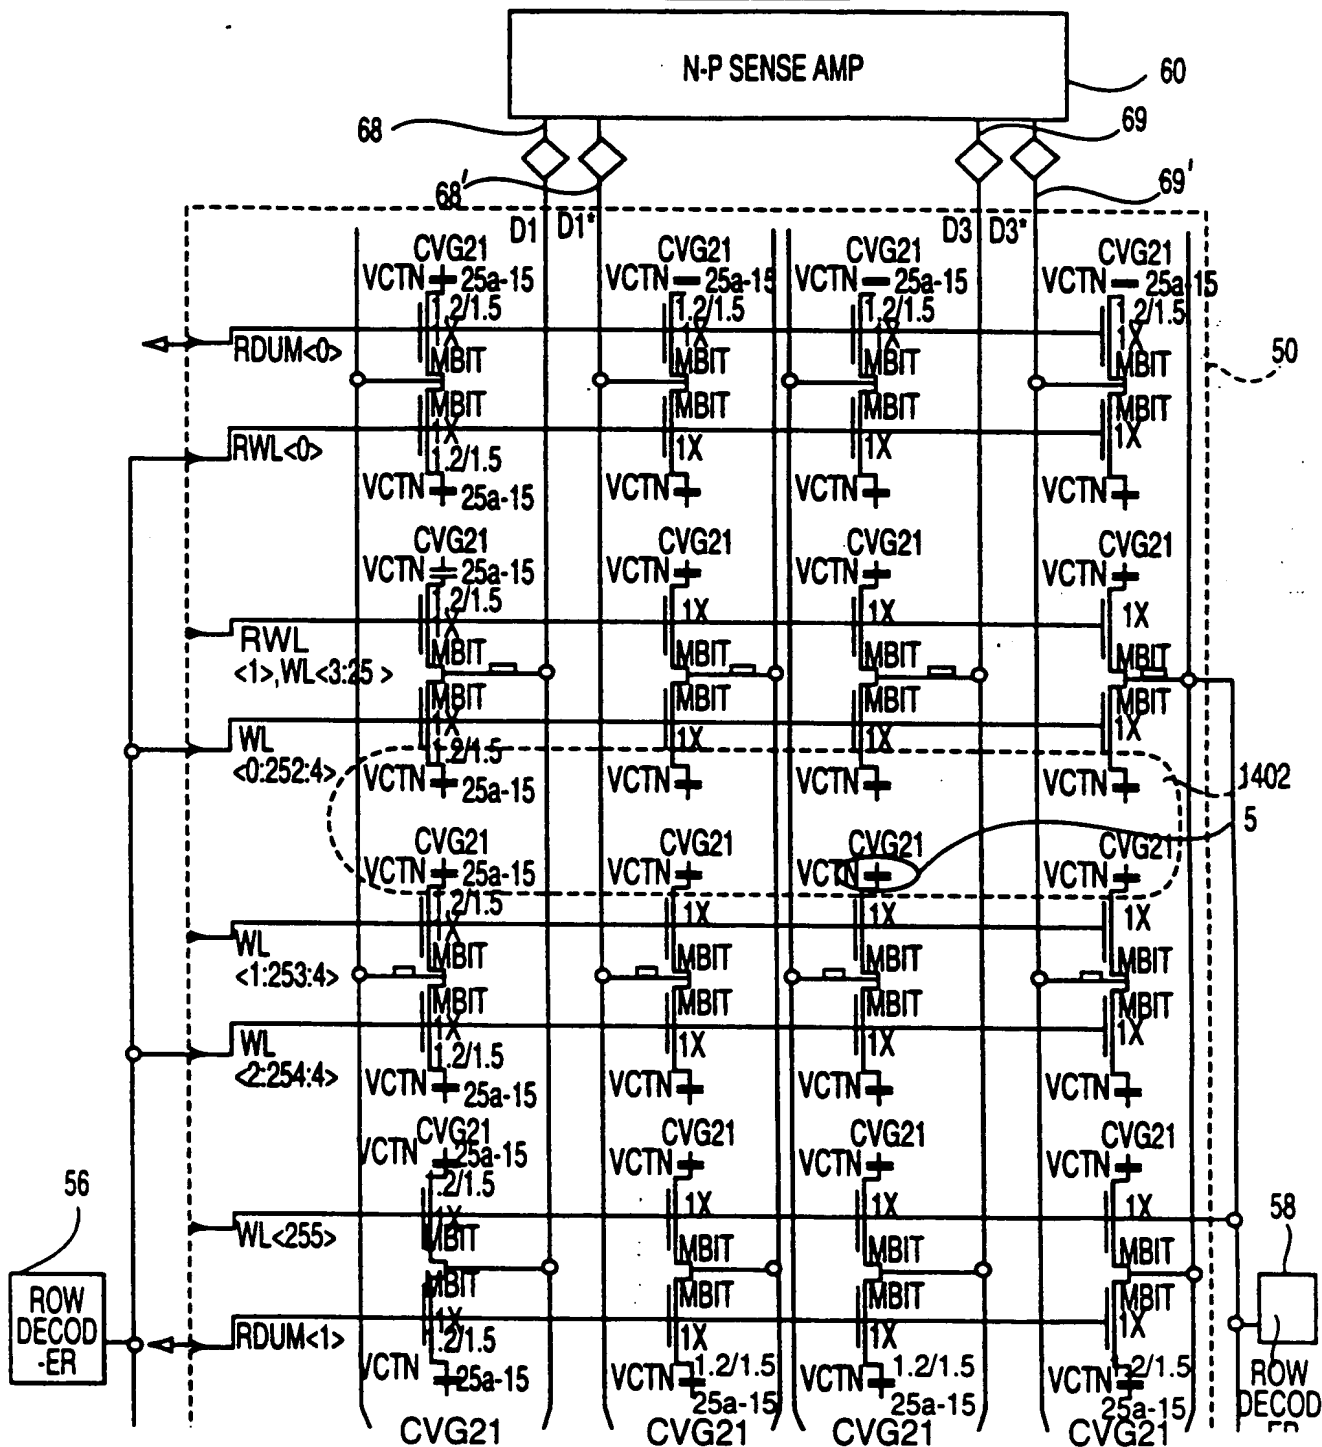 N-P SENSE AMP
60
68
69
68'
69'
D1 D1* D3 D3*
CVG21 CVG21 CVG21 CVG21
VCTN 25a-15 VCTN 25a-15 VCTN 25a-15 VCTN 25a-15
1.2/1.5 1.2/1.5 1.2/1.5 1.2/1.5
RDUM<0> 1X 1X 1X 1X
MBIT MBIT MBIT MBIT
50
MBIT MBIT MBIT MBIT
RWL<0> 1X 1X 1X 1X
1.2/1.5
VCTN 25a-15 VCTN VCTN VCTN
CVG21 CVG21 CVG21 CVG21
VCTN 25a-15 VCTN VCTN VCTN
1.2/1.5
1X 1X 1X 1X
RWL MBIT MBIT MBIT MBIT
<1>,WL<3:25 >
MBIT MBIT MBIT MBIT
WL 1X 1X 1X 1X
1.2/1.5
<0:252:4> VCTN 25a-15 VCTN VCTN VCTN
1402
5
CVG21 CVG21 CVG21 CVG21
VCTN 25a-15 VCTN VCTN VCTN
1.2/1.5
1X 1X 1X 1X
WL MBIT MBIT MBIT MBIT
<1:253:4>
MBIT MBIT MBIT MBIT
WL 1X 1X 1X 1X
1.2/1.5
<2:254:4> VCTN 25a-15 VCTN VCTN VCTN
CVG21 CVG21 CVG21 CVG21
VCTN 25a-15 VCTN VCTN VCTN
1.2/1.5
56
58
WL<255> 1X 1X 1X 1X
MBIT MBIT MBIT MBIT
MBIT MBIT MBIT MBIT
ROW
DECOD
-ER
RDUM<1> 1X 1X 1X 1X
1.2/1.5
VCTN 25a-15 VCTN 1.2/1.5 VCTN 1.2/1.5 VCTN 1.2/1.5
25a-15 25a-15 25a-15
CVG21 CVG21 CVG21 CVG21
ROW
DECOD